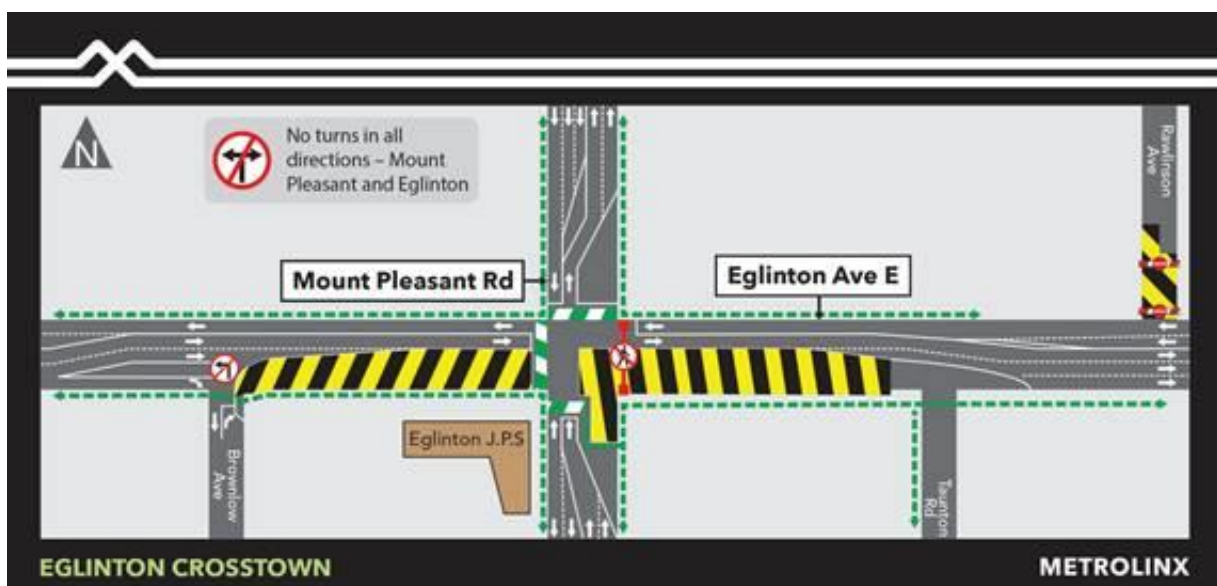 N
No turns in all
directions – Mount
Pleasant and Eglinton
Rawlinson
Ave
Mount Pleasant Rd
Eglinton Ave E
Eglinton J.P.S
Brownlow
Ave
Taunton
Rd
EGLINTON CROSSTOWN
METROLINX